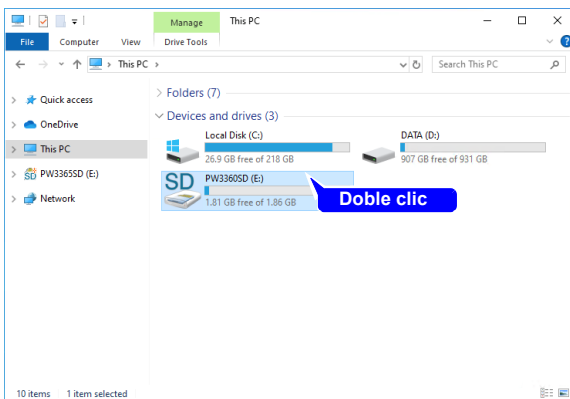 Manage This PC
File Computer View Drive Tools
This PC
Search This PC
Quick access
OneDrive
This PC
PW3365SD (E:)
Network
Folders (7)
Devices and drives (3)
Local Disk (C:)
26.9 GB free of 218 GB
DATA (D:)
907 GB free of 931 GB
SD
PW3360SD (E:)
1.81 GB free of 1.86 GB
Doble clic
10 items 1 item selected